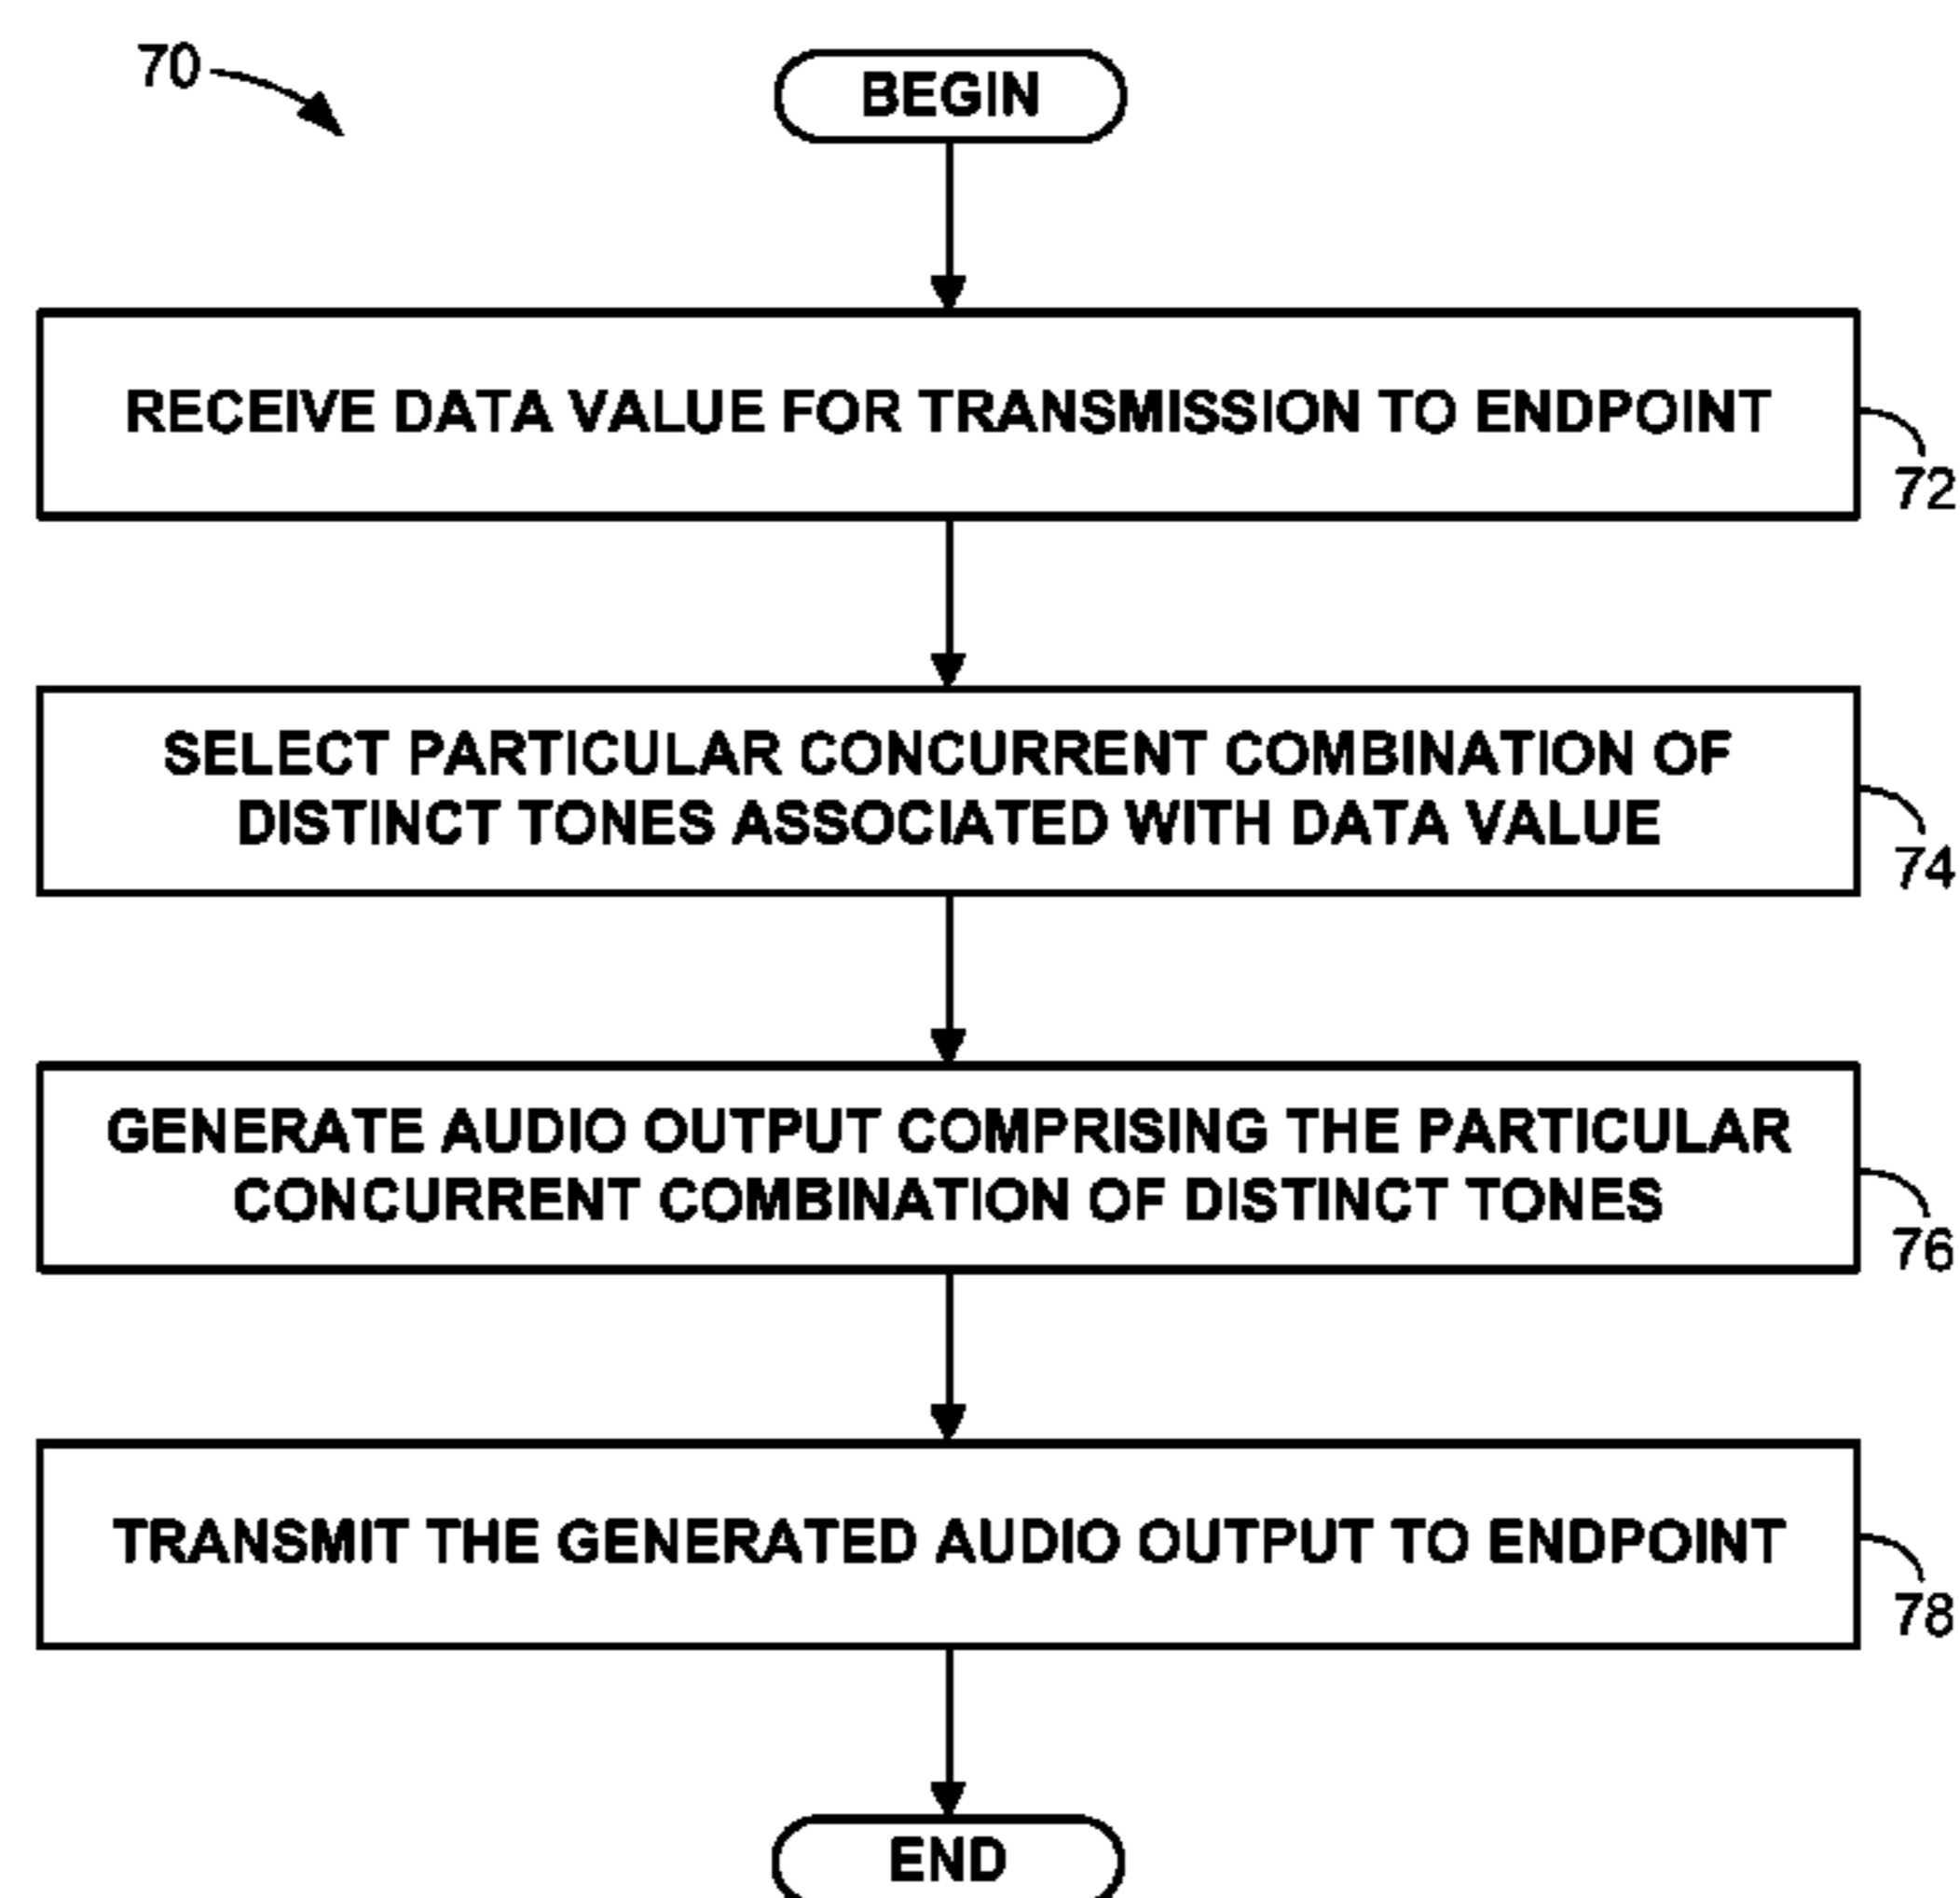 70
BEGIN
RECEIVE DATA VALUE FOR TRANSMISSION TO ENDPOINT
72
SELECT PARTICULAR CONCURRENT COMBINATION OF
DISTINCT TONES ASSOCIATED WITH DATA VALUE
74
GENERATE AUDIO OUTPUT COMPRISING THE PARTICULAR
CONCURRENT COMBINATION OF DISTINCT TONES
76
TRANSMIT THE GENERATED AUDIO OUTPUT TO ENDPOINT
78
END